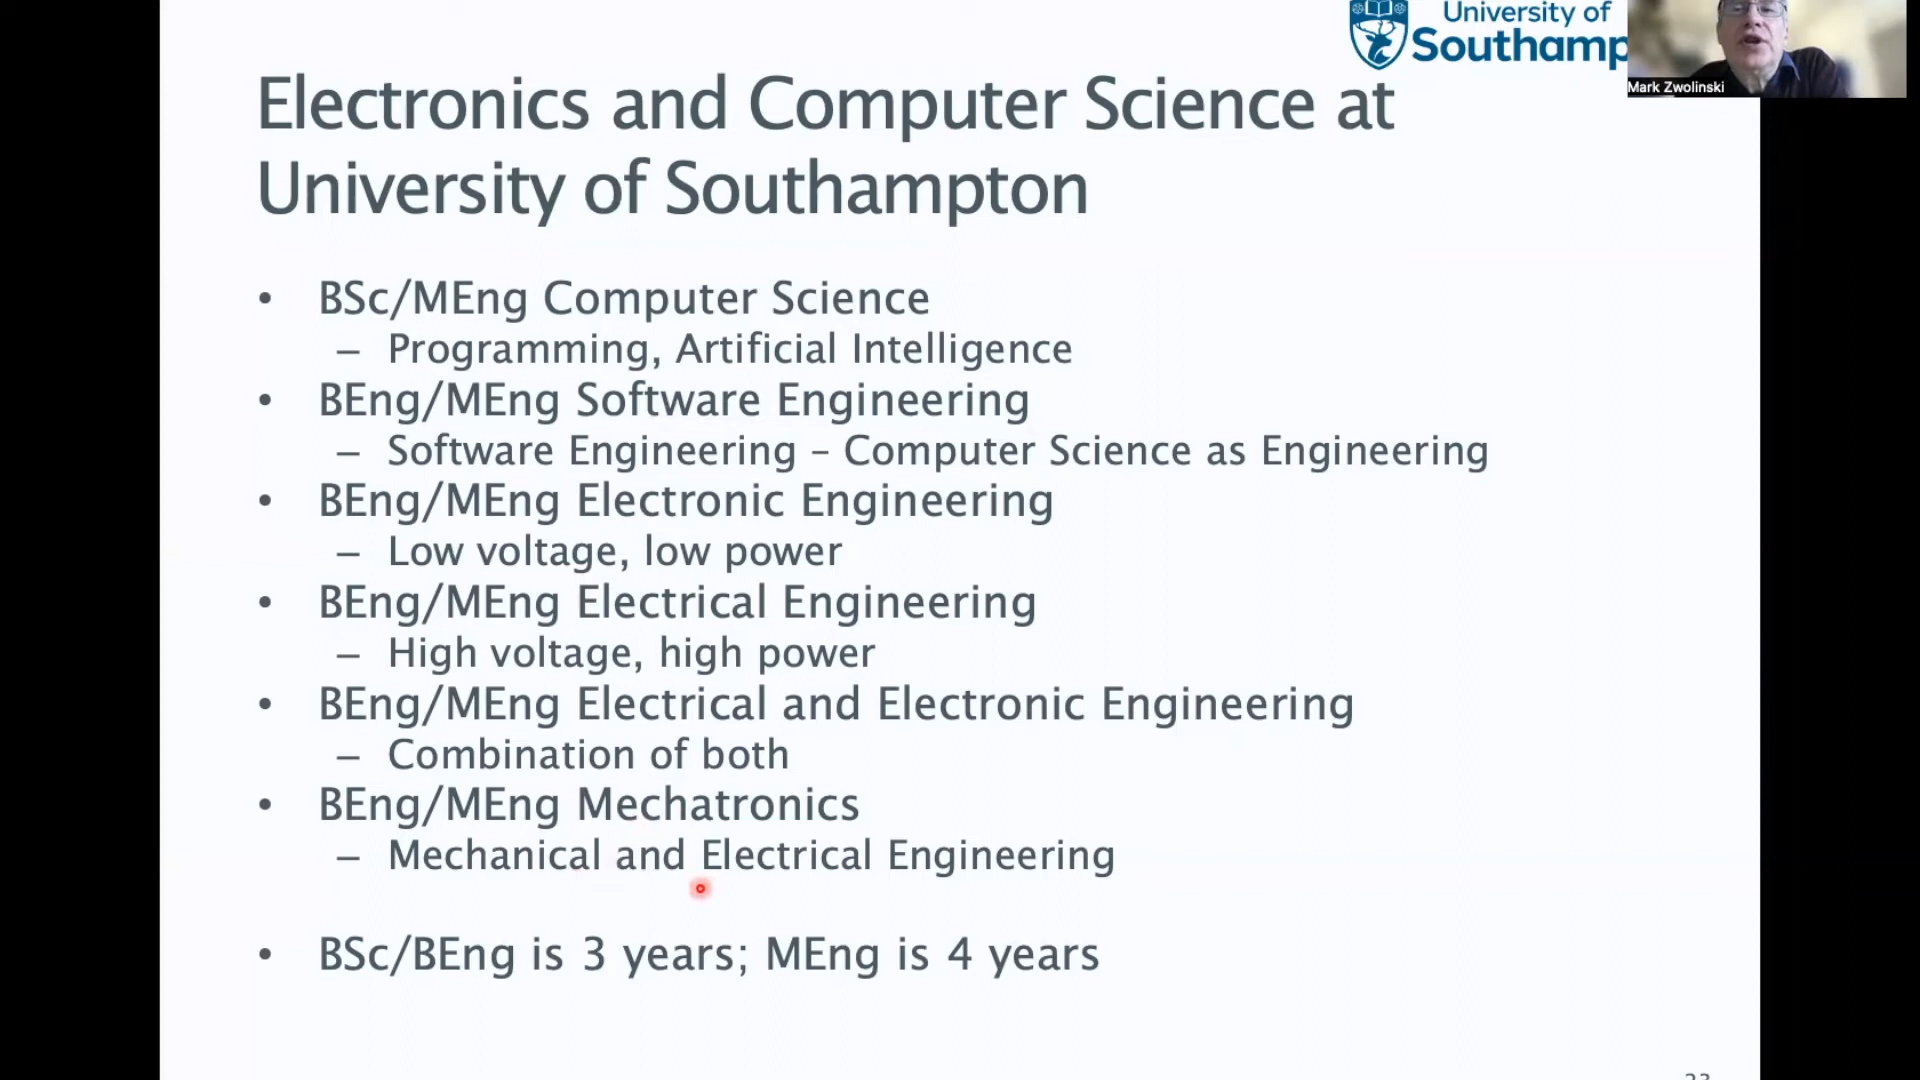 University of
Southamp
Mark Zwolinski
Electronics and Computer Science at
University of Southampton
• BSc/MEng Computer Science
– Programming, Artificial Intelligence
• BEng/MEng Software Engineering
– Software Engineering – Computer Science as Engineering
• BEng/MEng Electronic Engineering
– Low voltage, low power
• BEng/MEng Electrical Engineering
– High voltage, high power
• BEng/MEng Electrical and Electronic Engineering
– Combination of both
• BEng/MEng Mechatronics
– Mechanical and Electrical Engineering
• BSc/BEng is 3 years; MEng is 4 years